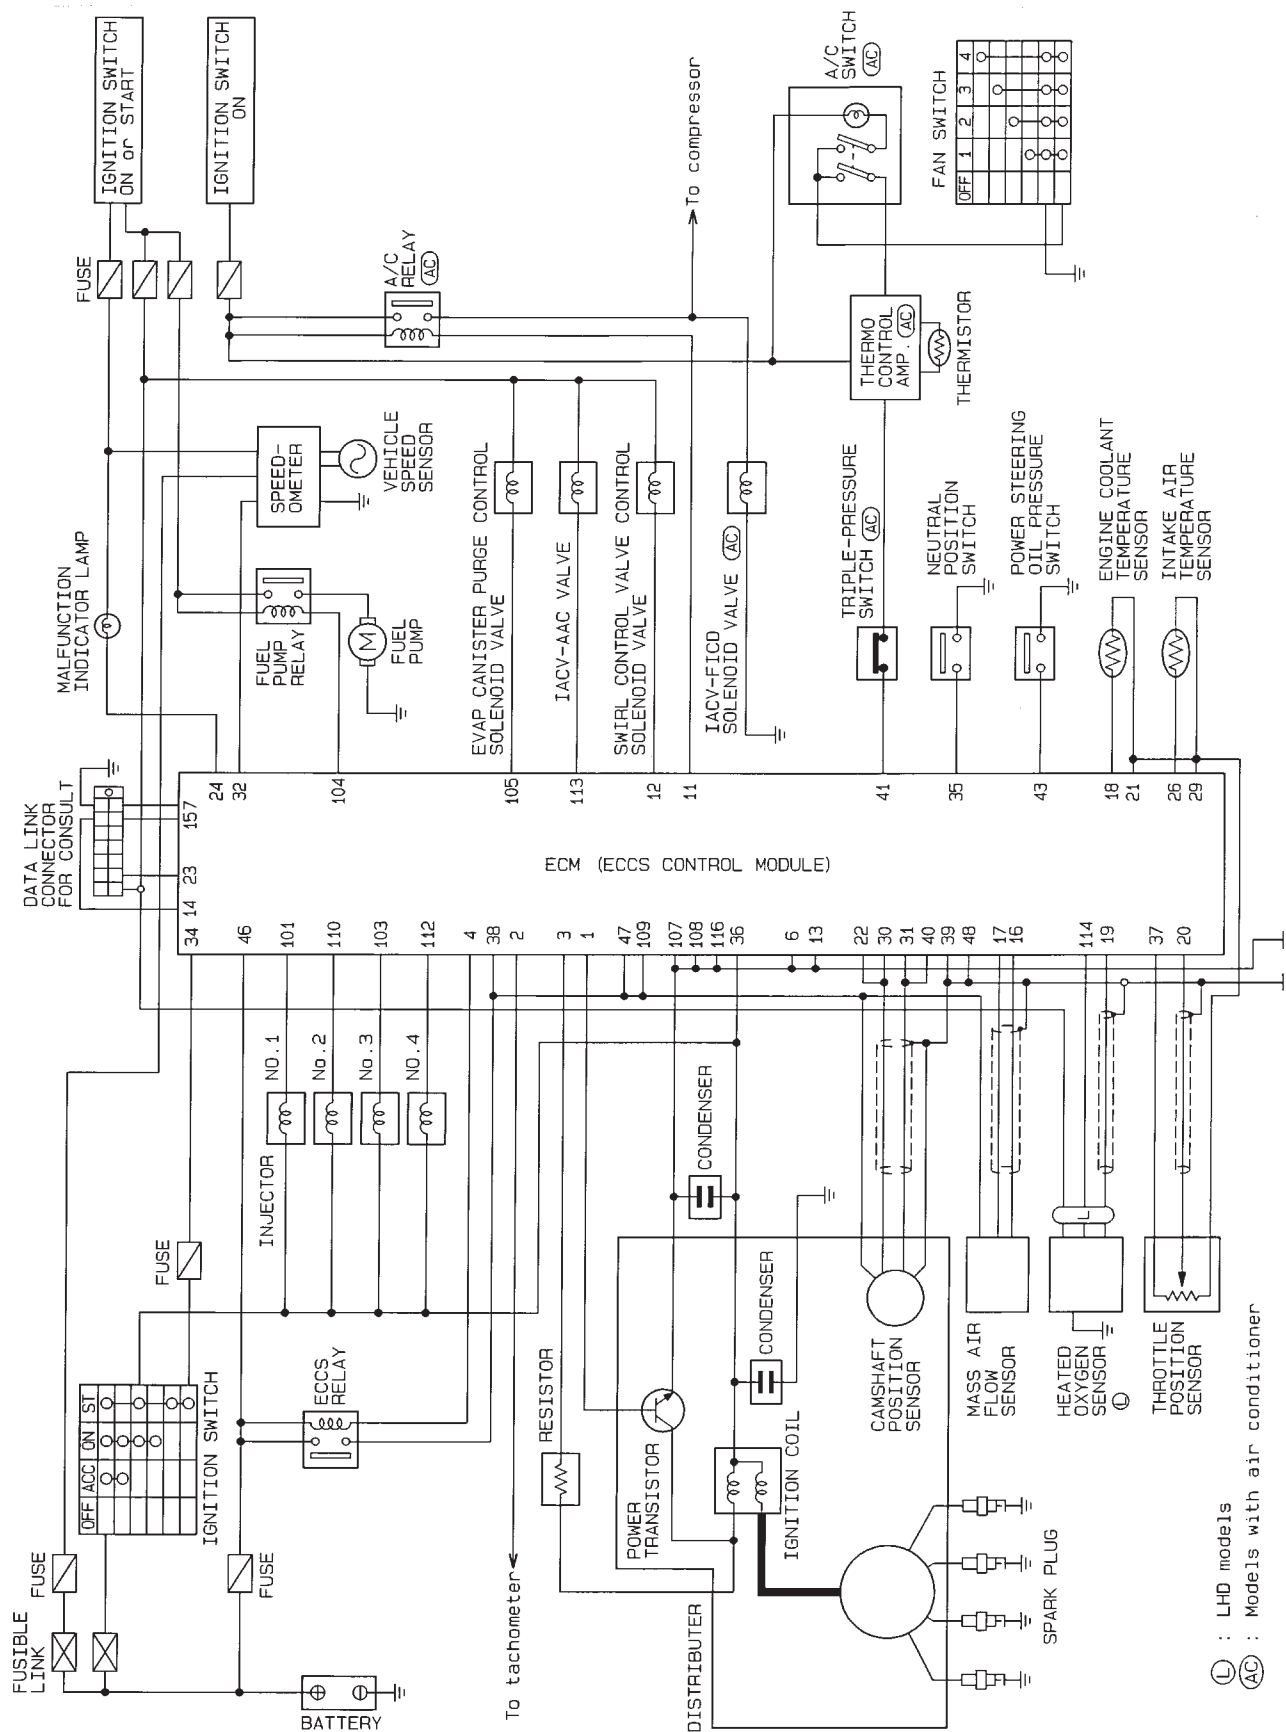 FUSIBLE
LINK
FUSE
BATTERY
FUSE
OFF ACC ON ST
IGNITION SWITCH
FUSE
ECCS
RELAY
INJECTOR
NO.1
No.2
No.3
NO.4
To tachometer
RESISTOR
DISTRIBUTER
POWER
TRANSISTOR
IGNITION COIL
CONDENSER
CONDENSER
SPARK PLUG
CAMSHAFT
POSITION
SENSOR
MASS AIR
FLOW
SENSOR
HEATED
OXYGEN
SENSOR
L
L
THROTTLE
POSITION
SENSOR
L : LHD models
AC : Models with air conditioner
DATA LINK
CONNECTOR
FOR CONSULT
14 23 157
34
46
101
110
103
112
4
38
2
3
1
47
109
107
108
116
36
6
13
22
30
31
40
39
48
17
16
114
19
37
20
ECM (ECCS CONTROL MODULE)
24
32
104
105
113
12
11
41
35
43
18
21
26
29
MALFUNCTION
INDICATOR LAMP
FUEL
PUMP
RELAY
M
FUEL
PUMP
SPEED-
OMETER
VEHICLE
SPEED
SENSOR
EVAP CANISTER PURGE CONTROL
SOLENOID VALVE
IACV-AAC VALVE
SWIRL CONTROL VALVE CONTROL
SOLENOID VALVE
IACV-FICD
SOLENOID VALVE AC
TRIPLE-PRESSURE
SWITCH AC
NEUTRAL
POSITION
SWITCH
POWER STEERING
OIL PRESSURE
SWITCH
ENGINE COOLANT
TEMPERATURE
SENSOR
INTAKE AIR
TEMPERATURE
SENSOR
FUSE
IGNITION SWITCH
ON or START
IGNITION SWITCH
ON
A/C
RELAY
AC
To compressor
THERMO
CONTROL
AMP. AC
THERMISTOR
A/C
SWITCH
AC
FAN SWITCH
OFF 1 2 3 4